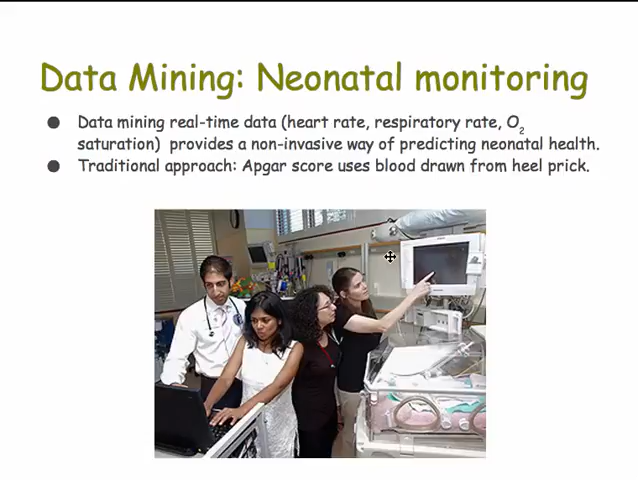 Data Mining: Neonatal monitoring
● Data mining real-time data (heart rate, respiratory rate, O2
saturation)  provides a non-invasive way of predicting neonatal health.
● Traditional approach: Apgar score uses blood drawn from heel prick.